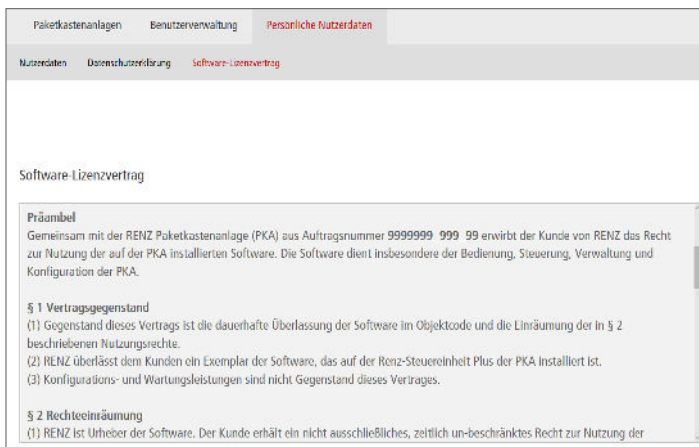 Paketkastenanlagen Benutzerverwaltung Persönliche Nutzerdaten
Nutzerdaten Datenschutzerklärung Software-Lizenzvertrag
Software-Lizenzvertrag
Präambel
Gemeinsam mit der RENZ Paketkastenanlage (PKA) aus Auftragsnummer 9999999 999 99 erwirbt der Kunde von RENZ das Recht
zur Nutzung der auf der PKA installierten Software. Die Software dient insbesondere der Bedienung, Steuerung, Verwaltung und
Konfiguration der PKA.
§ 1 Vertragsgegenstand
(1) Gegenstand dieses Vertrags ist die dauerhafte Überlassung der Software im Objektcode und die Einräumung der in § 2
beschriebenen Nutzungsrechte.
(2) RENZ überlässt dem Kunden ein Exemplar der Software, das auf der Renz-Steuereinheit Plus der PKA installiert ist.
(3) Konfigurations- und Wartungsleistungen sind nicht Gegenstand dieses Vertrages.
§ 2 Rechteeinräumung
(1) RENZ ist Urheber der Software. Der Kunde erhält ein nicht ausschließliches, zeitlich un-beschränktes Recht zur Nutzung der